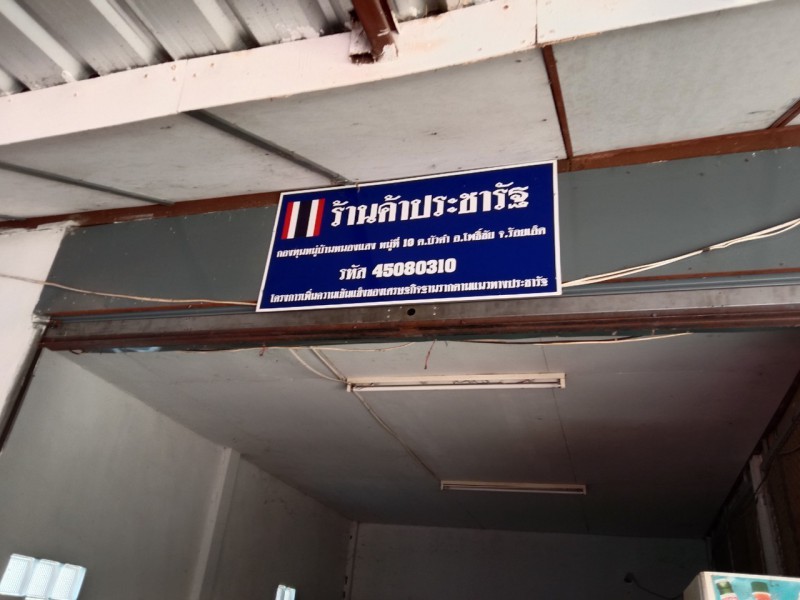 ร้านค้าประชารัฐ
กองทุนหมู่บ้านหนองแสง หมู่ที่ 10 ต.บัวคำ อ.โพธิ์ชัย จ.ร้อยเอ็ด
รหัส 45080310
โครงการเพิ่มความเข้มแข็งของเศรษฐกิจฐานรากตามแนวทางประชารัฐ